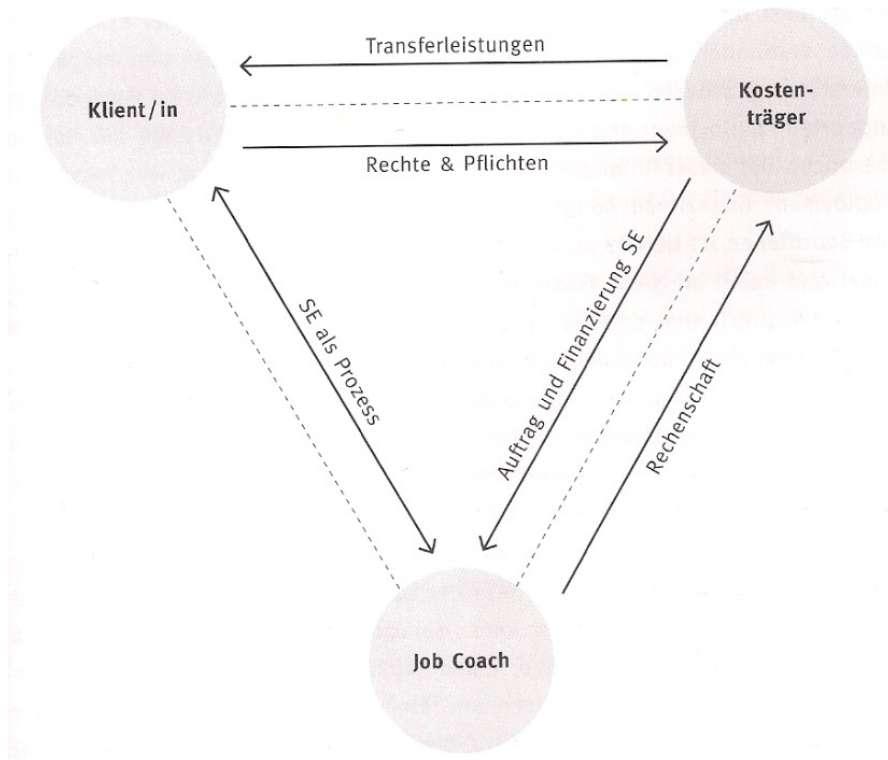 Transferleistungen
Klient/in
Kosten-
träger
Rechte & Pflichten
SE als Prozess
Auftrag und Finanzierung SE
Rechenschaft
Job Coach